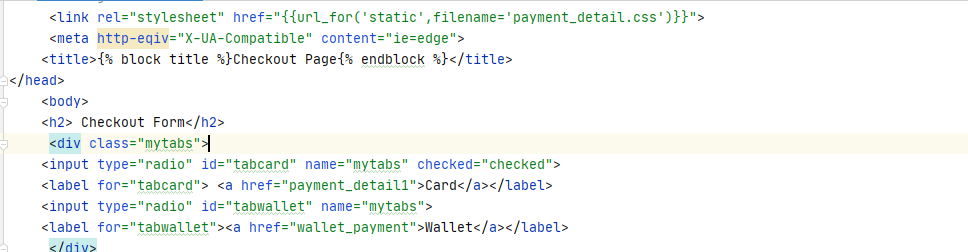 <link rel="stylesheet" href="{{url_for('static',filename='payment_detail.css')}}">
<meta http-eqiv="X-UA-Compatible" content="ie=edge">
<title>{% block title %}Checkout Page{% endblock %}</title>
</head>
<body>
<h2> Checkout Form</h2>
<div class="mytabs">
<input type="radio" id="tabcard" name="mytabs" checked="checked">
<label for="tabcard"> <a href="payment_detail1">Card</a></label>
<input type="radio" id="tabwallet" name="mytabs">
<label for="tabwallet"><a href="wallet_payment">Wallet</a></label>
</div>